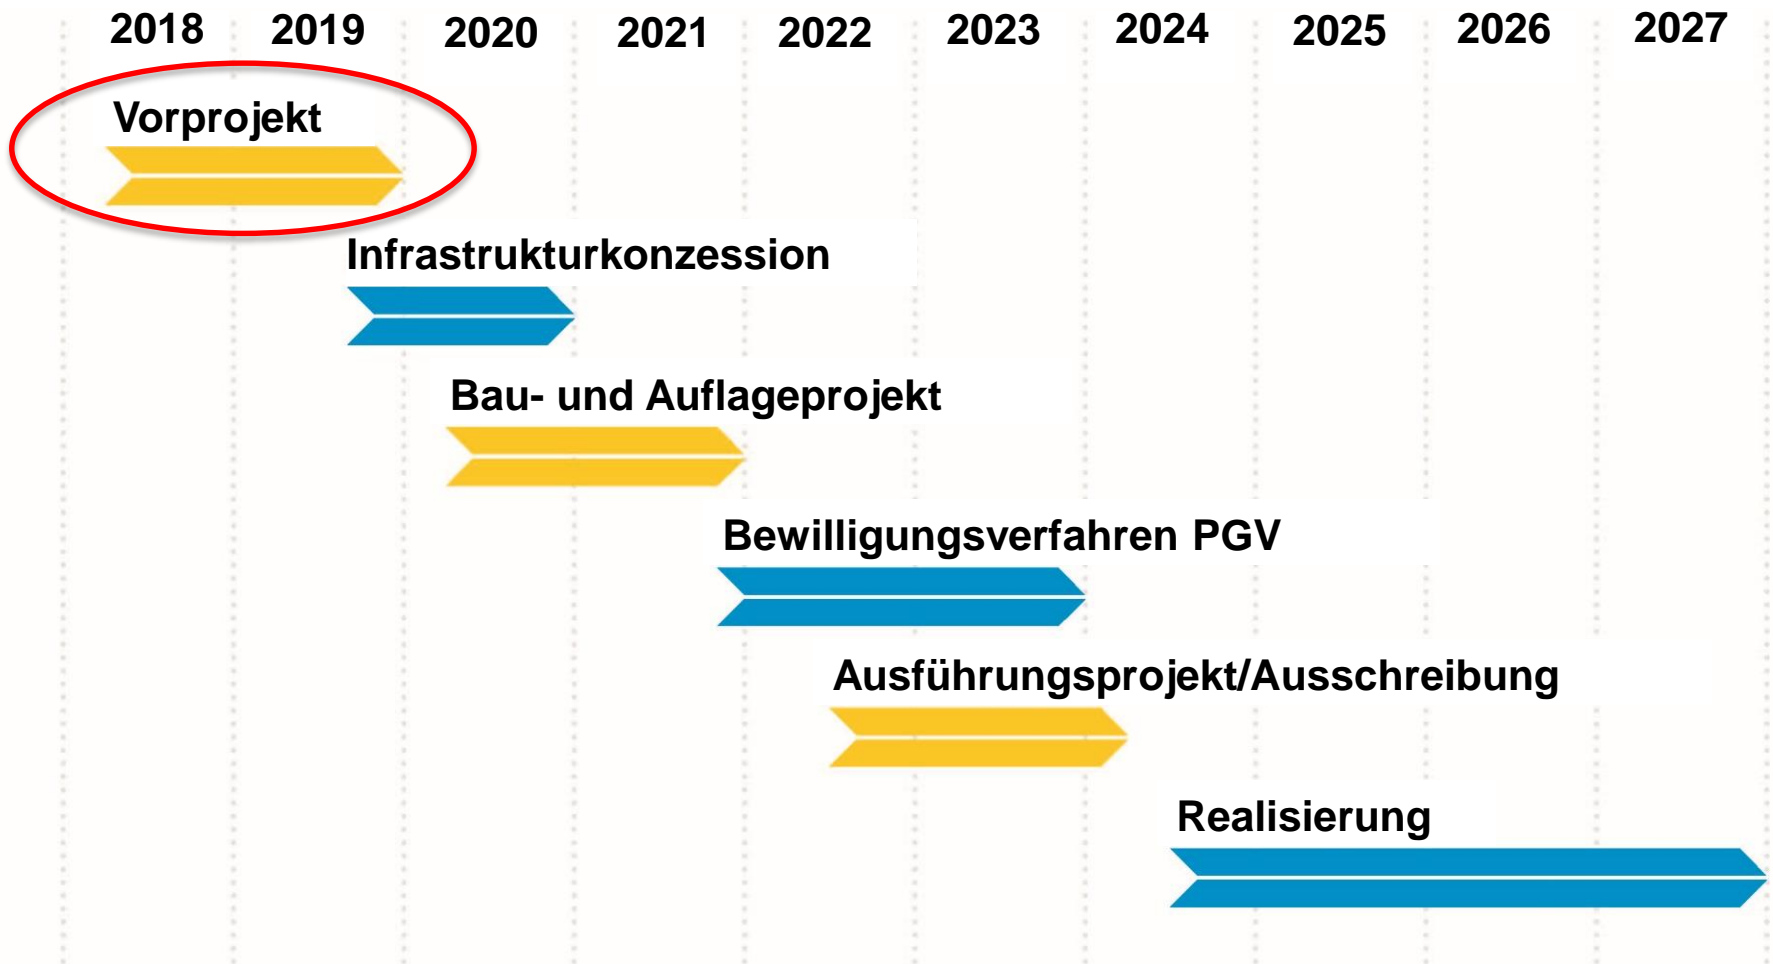 2018 2019 2020 2021 2022 2023 2024 2025 2026 2027
Vorprojekt
Infrastrukturkonzession
Bau- und Auflageprojekt
Bewilligungsverfahren PGV
Ausführungsprojekt/Ausschreibung
Realisierung